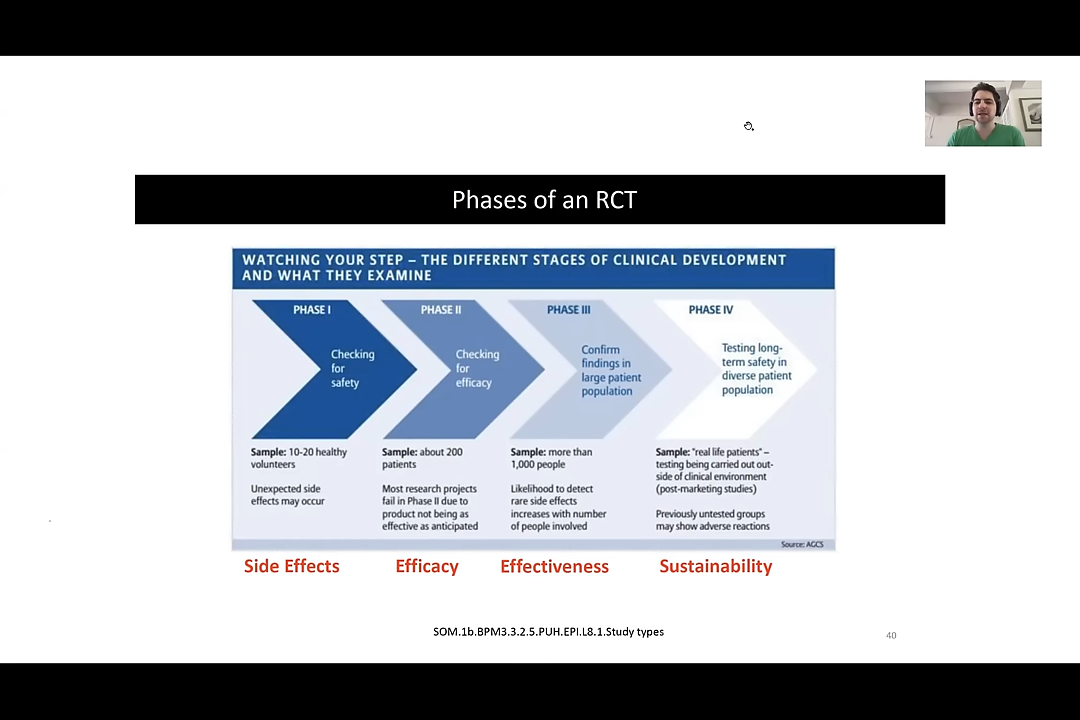 Phases of an RCT
WATCHING YOUR STEP – THE DIFFERENT STAGES OF CLINICAL DEVELOPMENT
AND WHAT THEY EXAMINE
PHASE I
Checking
for
safety
Sample: 10-20 healthy
volunteers
Unexpected side
effects may occur
PHASE II
Checking
for
efficacy
Sample: about 200
patients
Most research projects
fail in Phase II due to
product not being as
effective as anticipated
PHASE III
Confirm
findings in
large patient
population
Sample: more than
1,000 people
Likelihood to detect
rare side effects
increases with number
of people involved
PHASE IV
Testing long-
term safety in
diverse patient
population
Sample: "real life patients" –
testing being carried out out-
side of clinical environment
(post-marketing studies)
Previously untested groups
may show adverse reactions
Source: AGCS
Side Effects
Efficacy
Effectiveness
Sustainability
SOM.1b.BPM3.3.2.5.PUH.EPI.L8.1.Study types
40